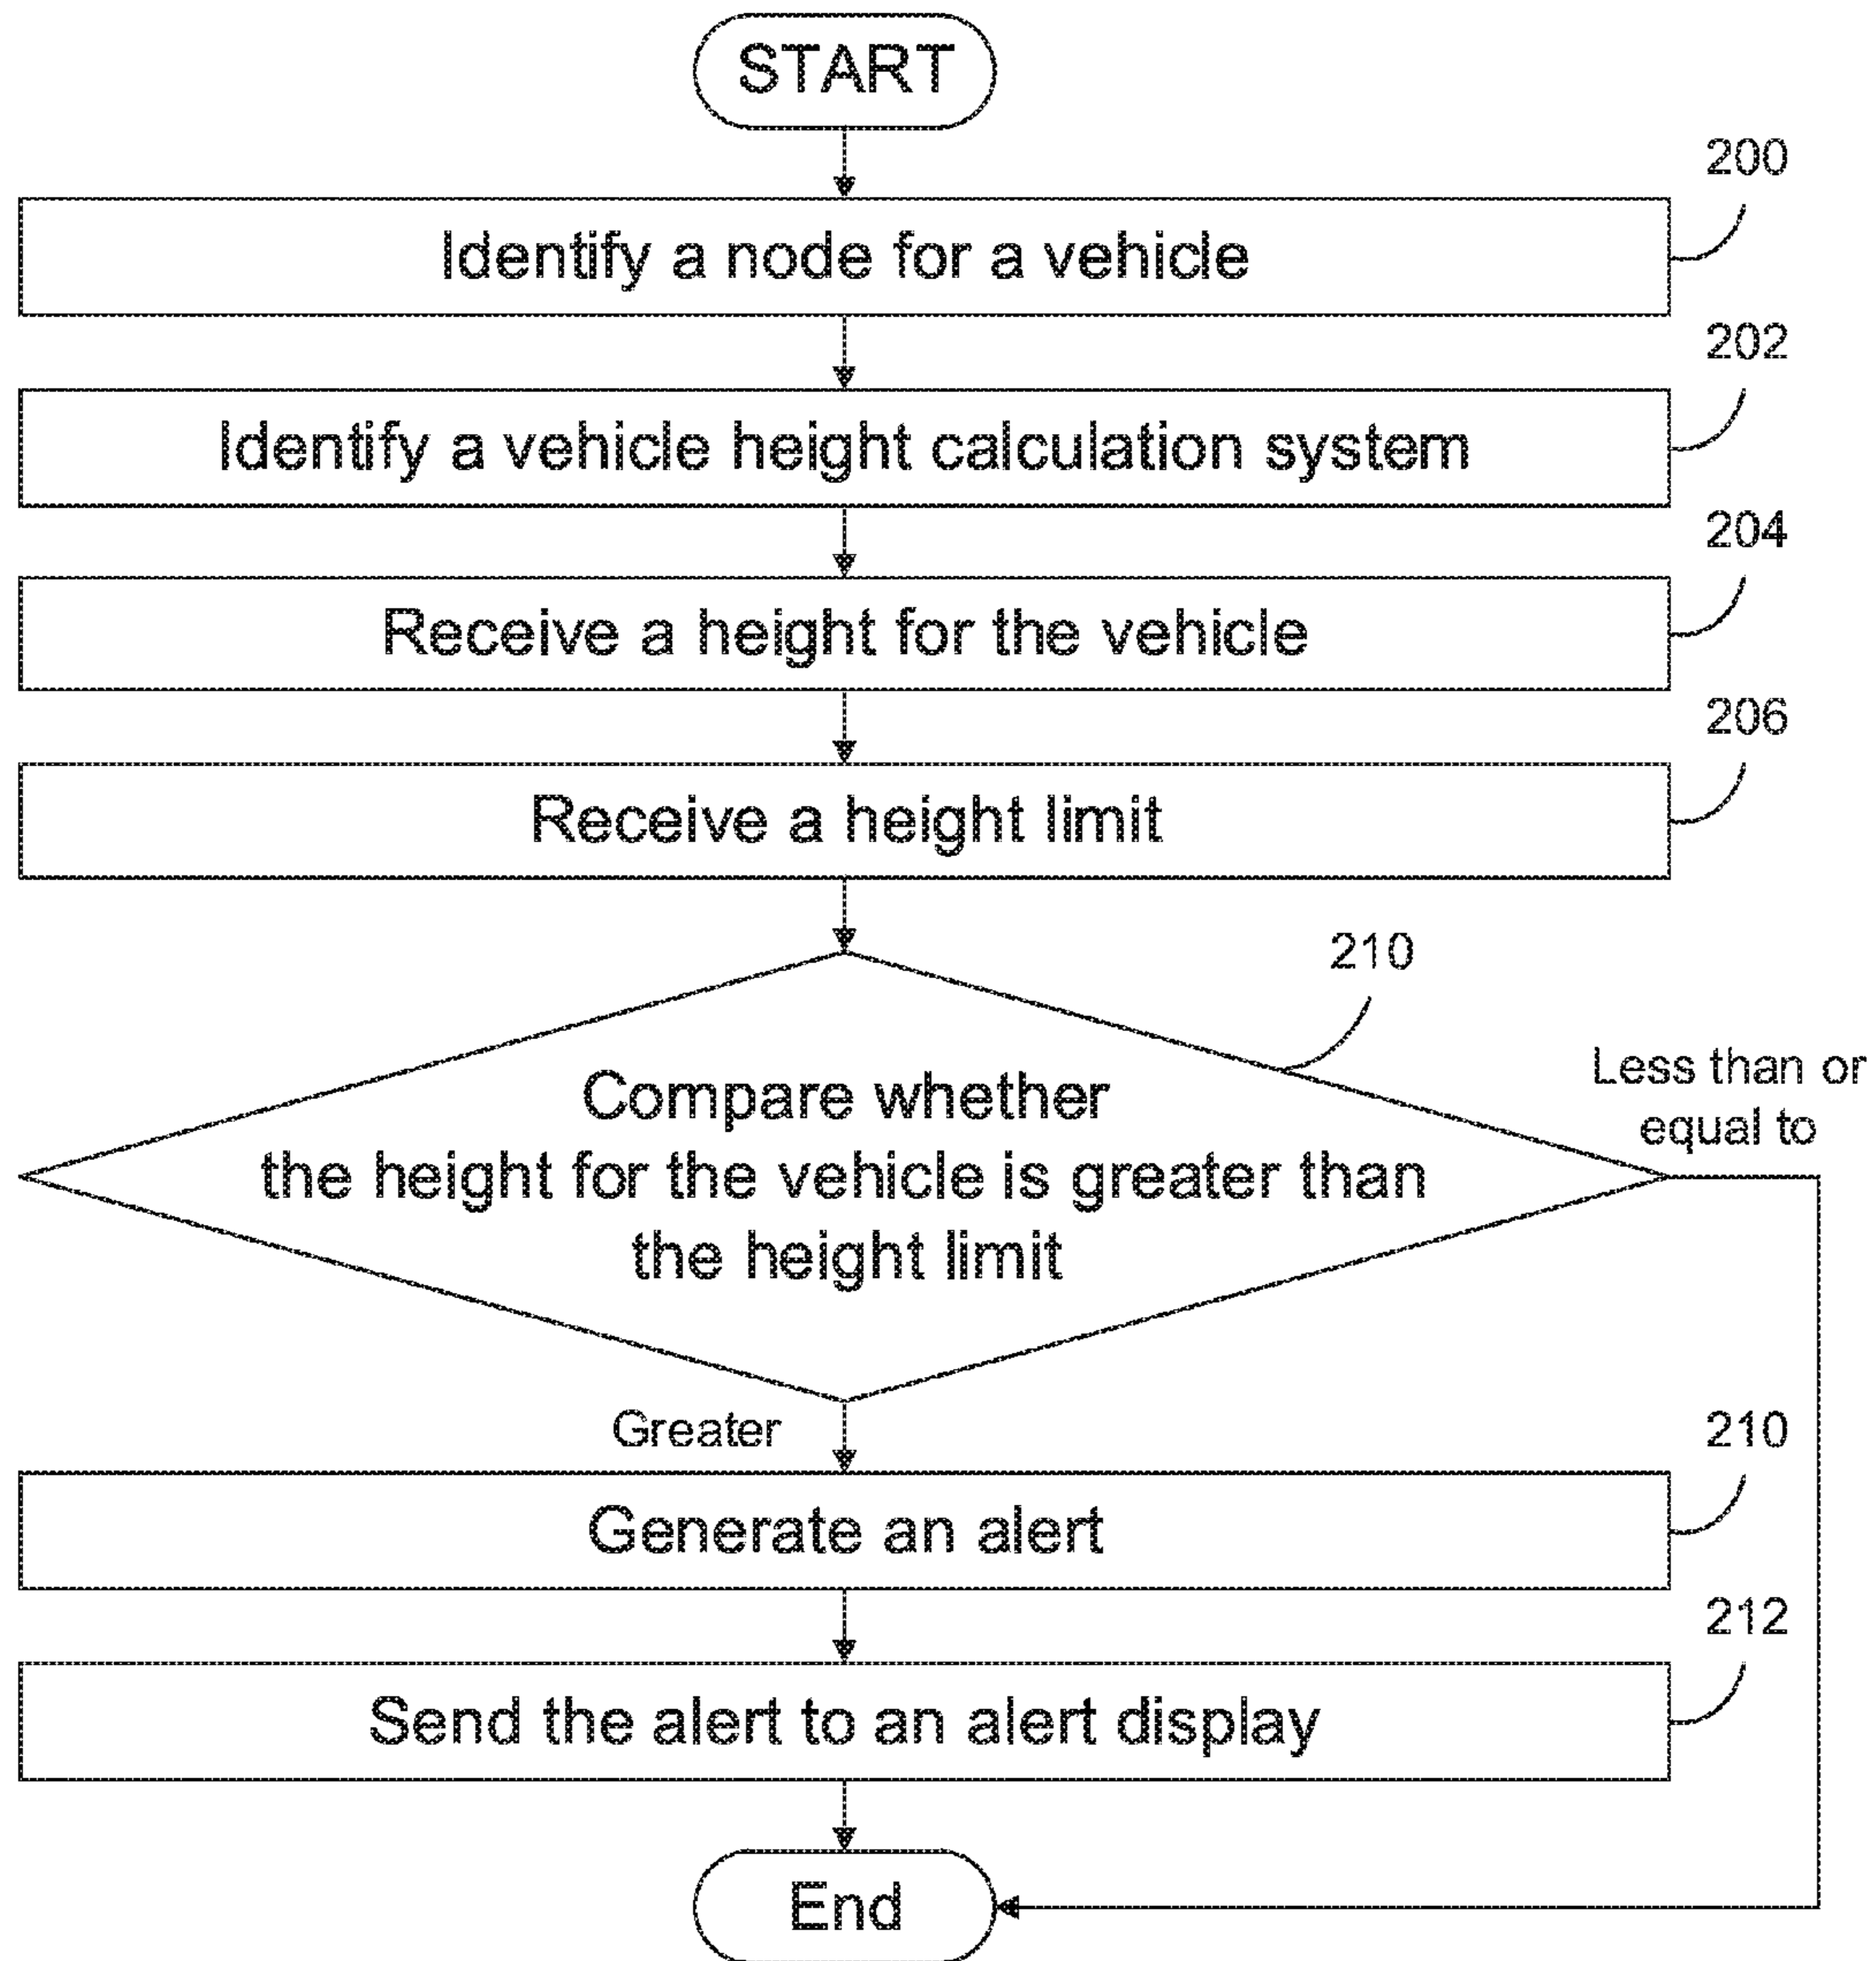 START
200
Identify a node for a vehicle
202
Identify a vehicle height calculation system
204
Receive a height for the vehicle
206
Receive a height limit
210
Compare whether
the height for the vehicle is greater than
the height limit
Less than or
equal to
Greater
210
Generate an alert
212
Send the alert to an alert display
End